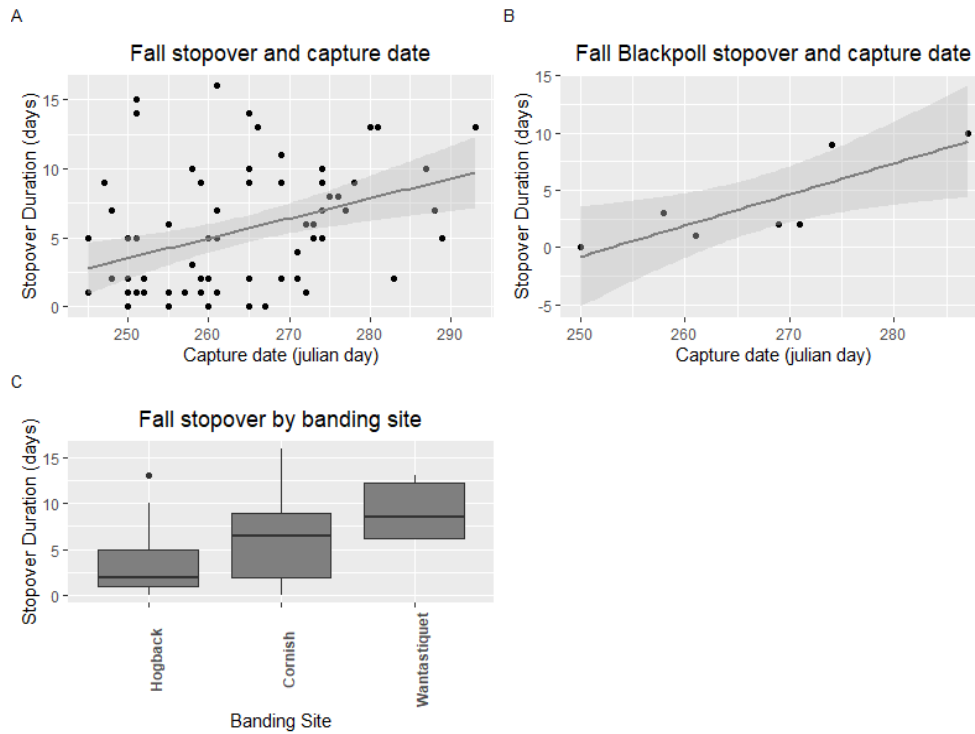 A
Fall stopover and capture date
Stopover Duration (days)
15
10
5
0
250
260
270
280
290
Capture date (julian day)
B
Fall Blackpoll stopover and capture date
Stopover Duration (days)
15
10
5
0
-5
250
260
270
280
Capture date (julian day)
C
Fall stopover by banding site
Stopover Duration (days)
15
10
5
0
Hogback
Cornish
Wantastiquet
Banding Site